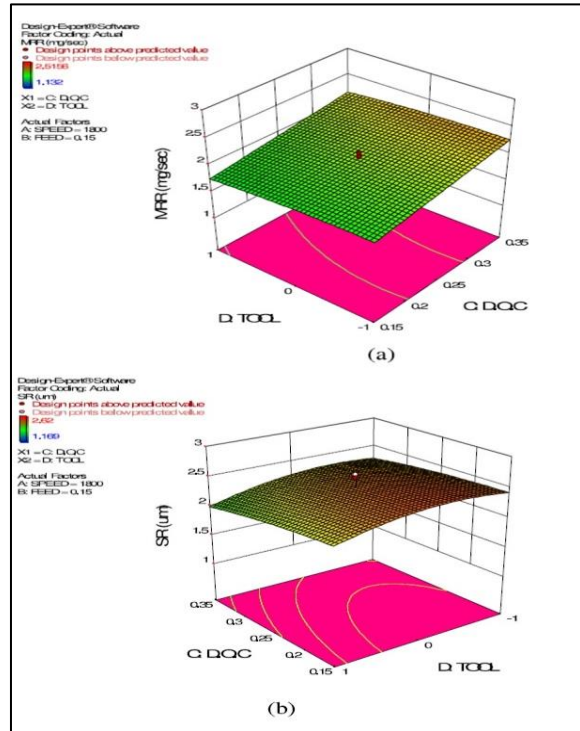 Design-Expert® Software
Factor Coding: Actual
MRR (mg/sec)
Design points above predicted value
Design points below predicted value
2.5156
1.132
X1 = C: D.O.C
X2 = D: TOOL
Actual Factors
A: SPEED = 1800
B: FEED = 0.15
3
2.5
2
1.5
1
MRR (mg/sec)
1
0
-1
D: TOOL
0.35
0.3
0.25
0.2
0.15
C: D.O.C
(a)
Design-Expert® Software
Factor Coding: Actual
SR (um)
Design points above predicted value
Design points below predicted value
2.62
1.169
X1 = C: D.O.C
X2 = D: TOOL
Actual Factors
A: SPEED = 1800
B: FEED = 0.15
3
2.5
2
1.5
1
SR (um)
0.35
0.3
0.25
0.2
0.15
C: D.O.C
-1
0
1
D: TOOL
(b)